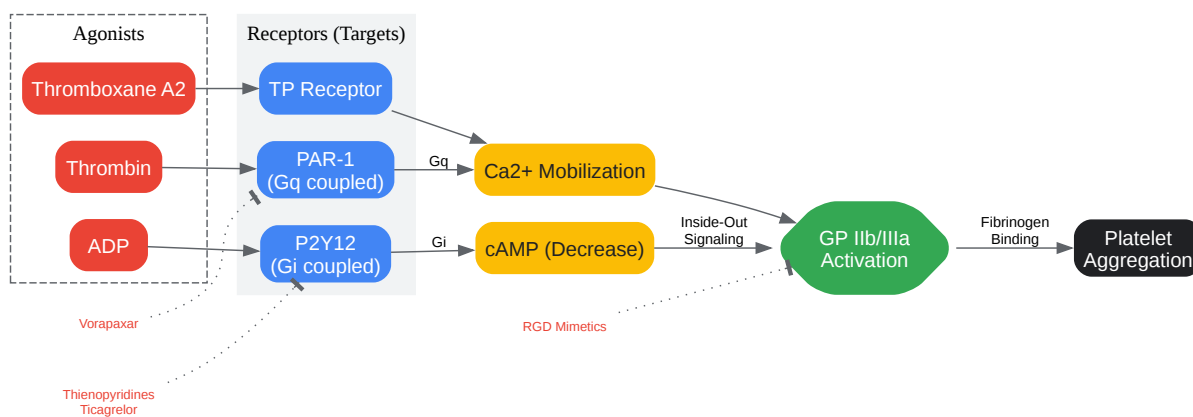 Agonists
Receptors (Targets)
Thromboxane A2
TP Receptor
Thrombin
PAR-1
(Gq coupled)
Gq
Ca2+ Mobilization
ADP
P2Y12
(Gi coupled)
Gi
cAMP (Decrease)
Inside-Out
Signaling
GP IIb/IIIa
Activation
Fibrinogen
Binding
Platelet
Aggregation
Vorapaxar
RGD Mimetics
Thienopyridines
Ticagrelor